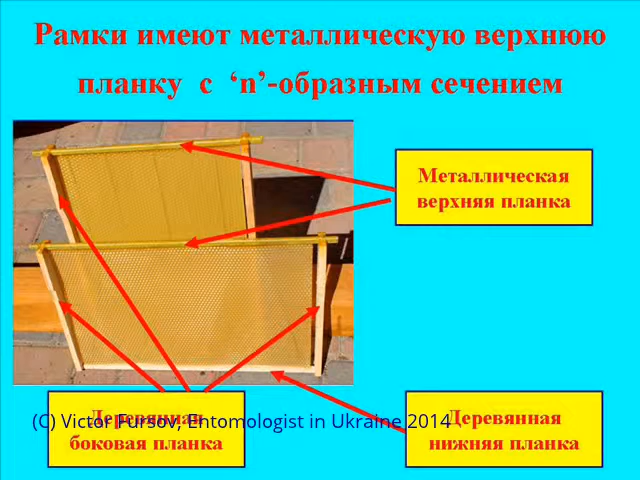 Рамки имеют металлическую верхнюю
планку с ‘n’-образным сечением
Металлическая
верхняя планка
Деревянная
боковая планка
Деревянная
нижняя планка
(C) Victor Fursov, Entomologist in Ukraine 2014